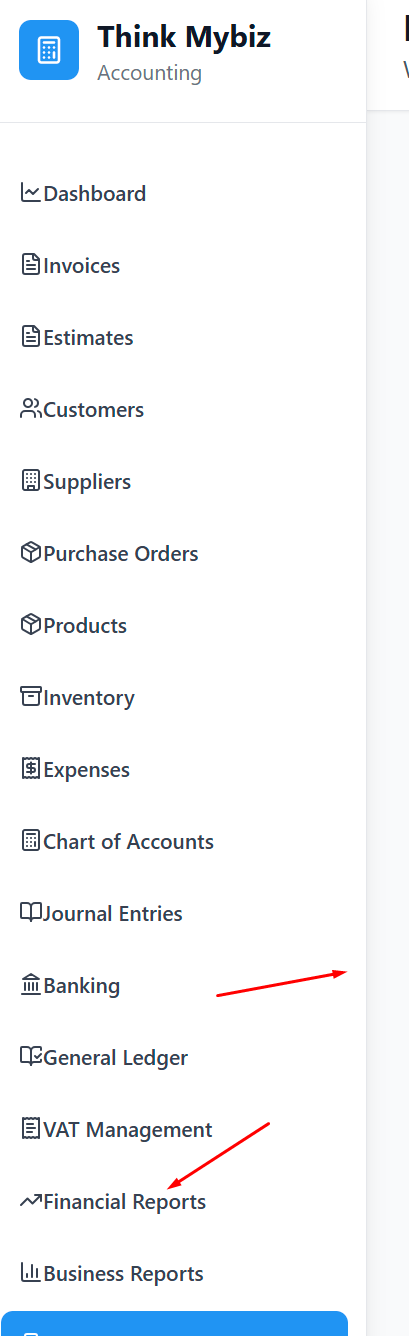 Think Mybiz
Accounting
Dashboard
Invoices
Estimates
Customers
Suppliers
Purchase Orders
Products
Inventory
Expenses
Chart of Accounts
Journal Entries
Banking
General Ledger
VAT Management
Financial Reports
Business Reports